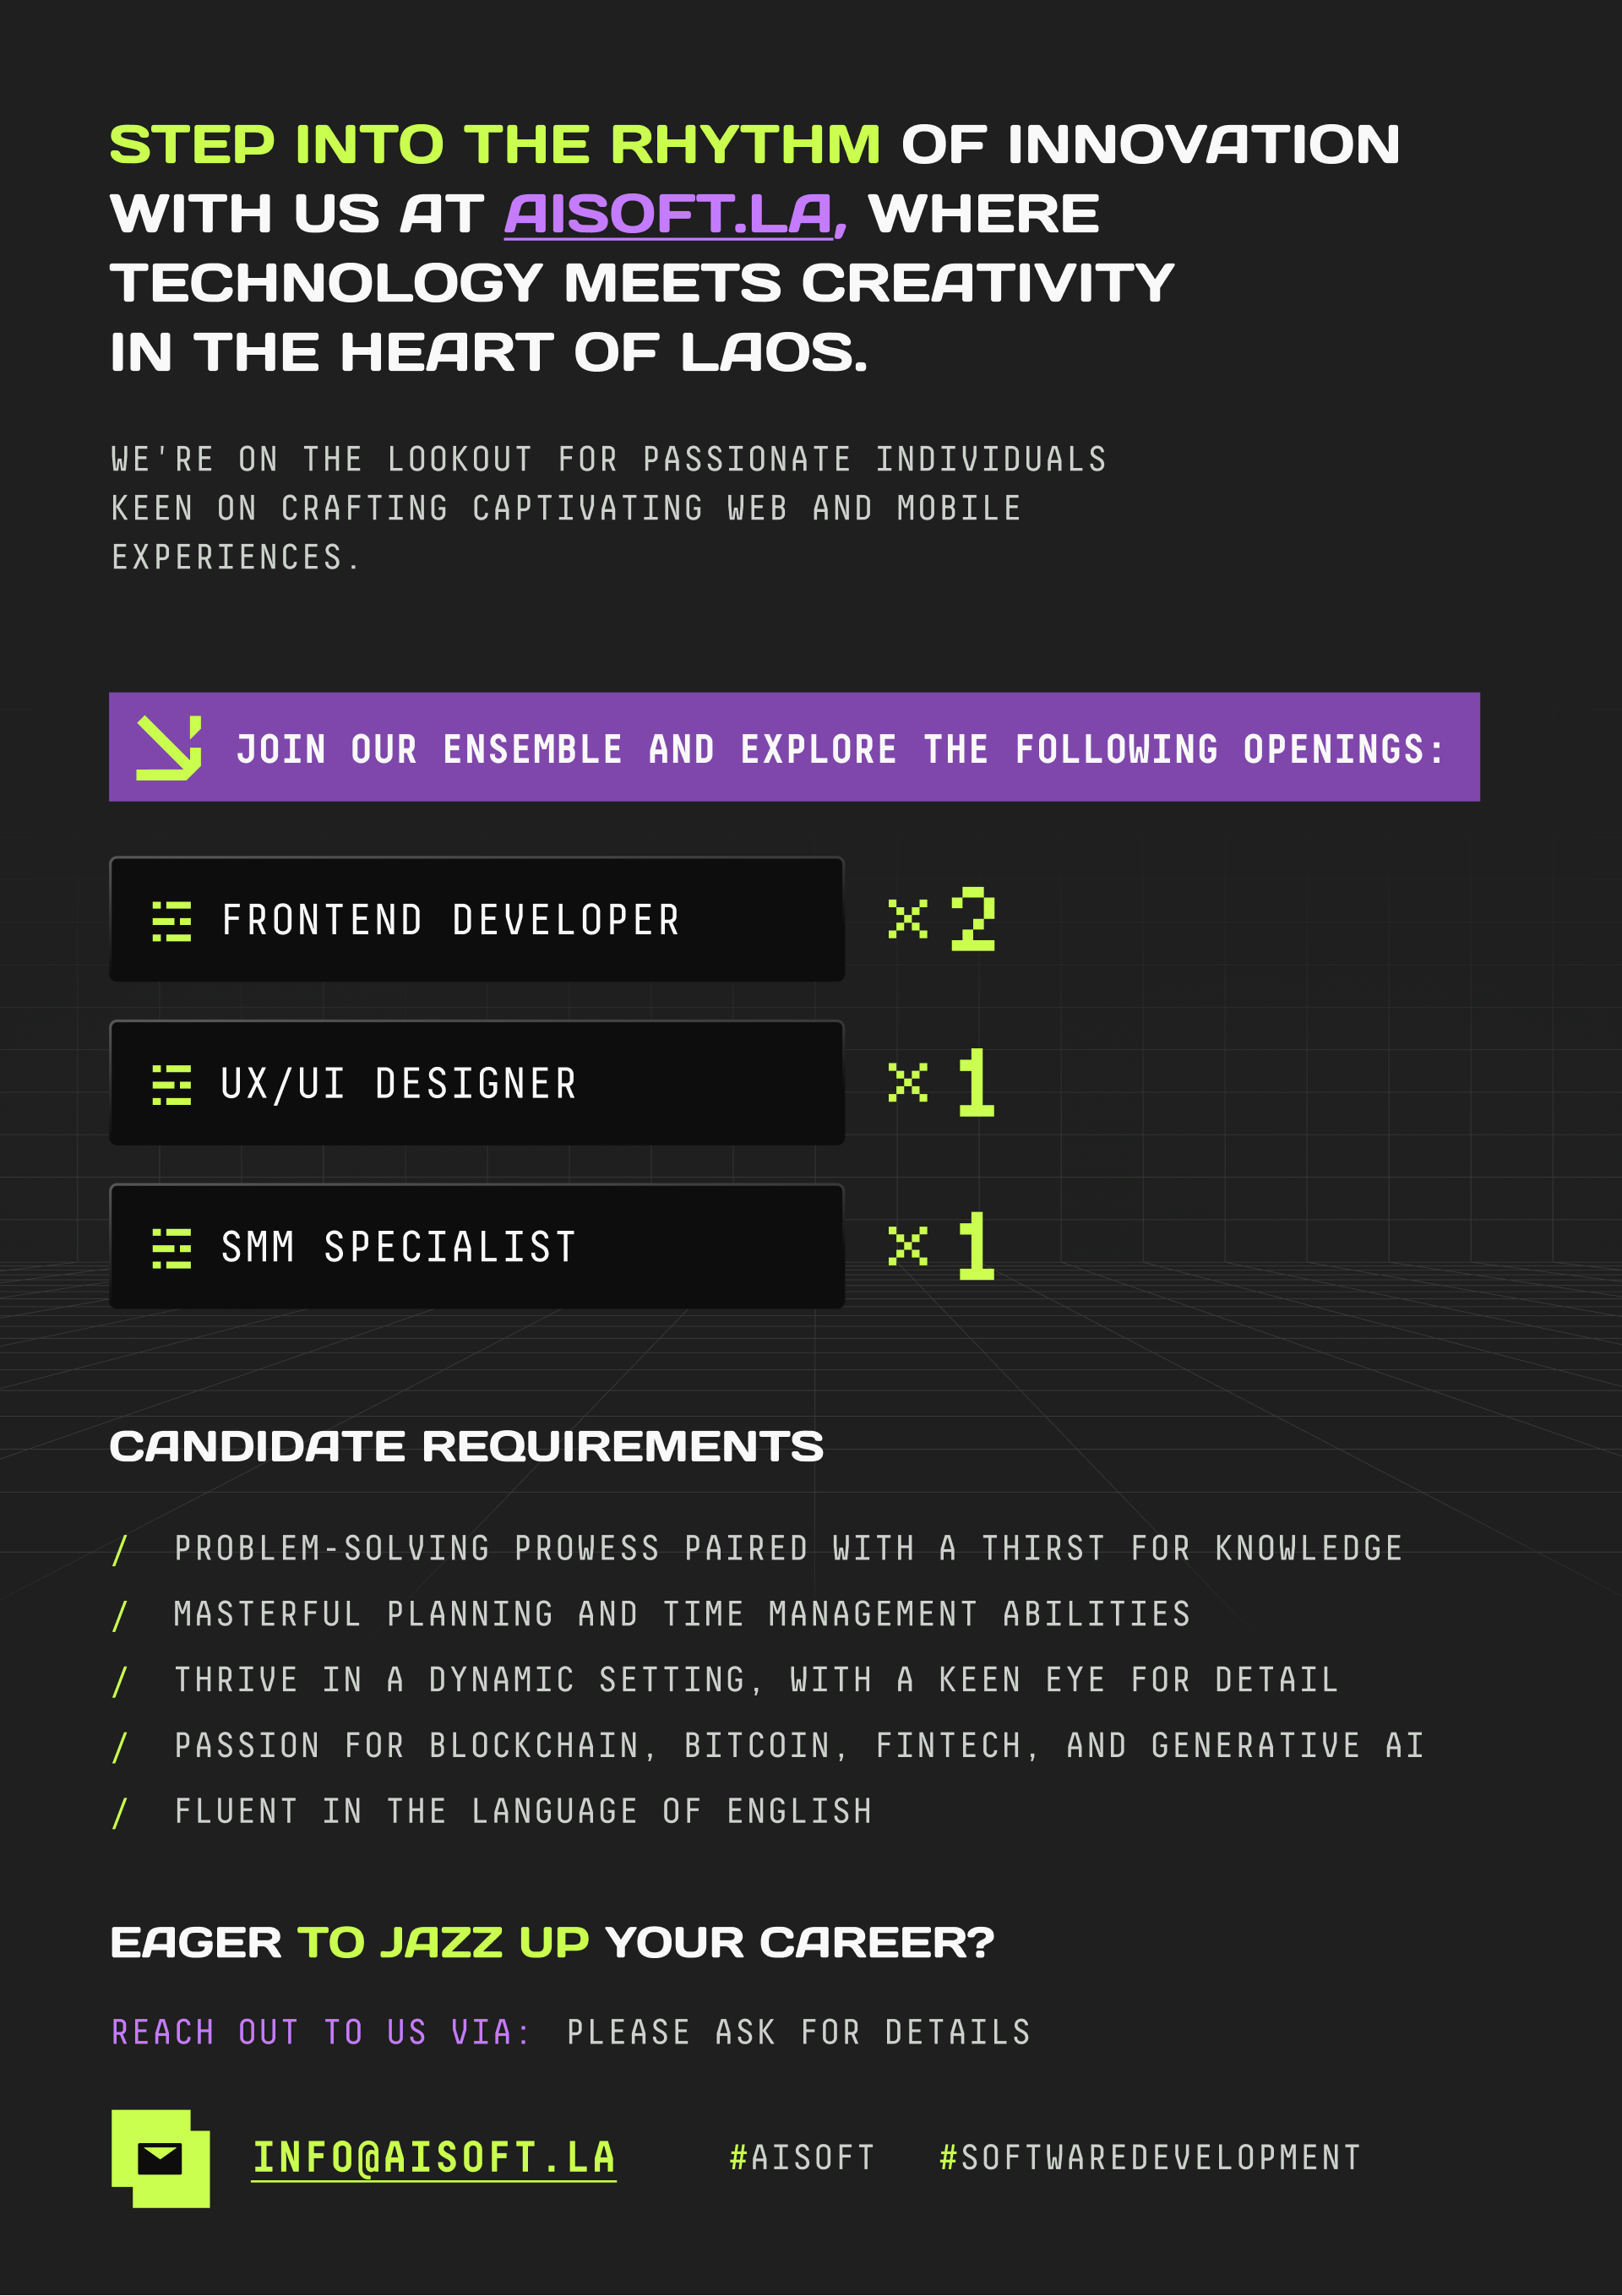 STEP INTO THE RHYTHM OF INNOVATION
WITH US AT AISOFT.LA, WHERE
TECHNOLOGY MEETS CREATIVITY
IN THE HEART OF LAOS.
WE'RE ON THE LOOKOUT FOR PASSIONATE INDIVIDUALS
KEEN ON CRAFTING CAPTIVATING WEB AND MOBILE
EXPERIENCES.
JOIN OUR ENSEMBLE AND EXPLORE THE FOLLOWING OPENINGS:
FRONTEND DEVELOPER ×2
UX/UI DESIGNER ×1
SMM SPECIALIST ×1
CANDIDATE REQUIREMENTS
/ PROBLEM-SOLVING PROWESS PAIRED WITH A THIRST FOR KNOWLEDGE
/ MASTERFUL PLANNING AND TIME MANAGEMENT ABILITIES
/ THRIVE IN A DYNAMIC SETTING, WITH A KEEN EYE FOR DETAIL
/ PASSION FOR BLOCKCHAIN, BITCOIN, FINTECH, AND GENERATIVE AI
/ FLUENT IN THE LANGUAGE OF ENGLISH
EAGER TO JAZZ UP YOUR CAREER?
REACH OUT TO US VIA: PLEASE ASK FOR DETAILS
INFO@AISOFT.LA #AISOFT #SOFTWAREDEVELOPMENT